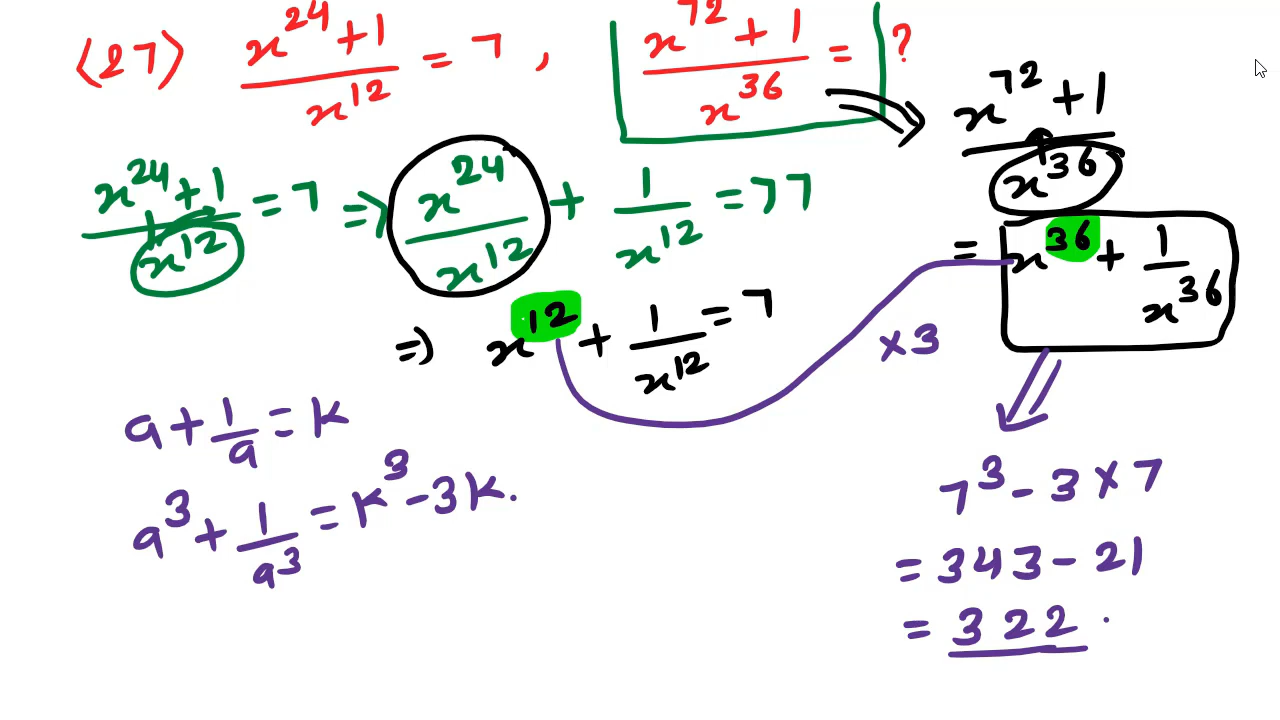 ⟨27⟩ (x^24 + 1)/x^12 = 7 , (x^72 + 1)/x^36 = ?
(x^24 + 1)/x^12 = 7 ⇒ x^24/x^12 + 1/x^12 = 77
⇒ x^12 + 1/x^12 = 7
(x^72 + 1)/x^36
= x^36 + 1/x^36
×3
a + 1/a = k
a^3 + 1/a^3 = k^3 - 3k.
7^3 - 3 × 7
= 343 - 21
= 322 .